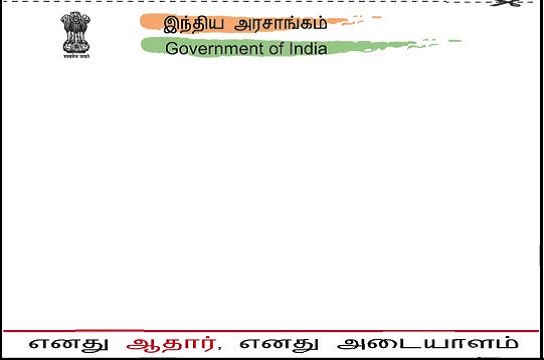 இந்திய அரசாங்கம்
Government of India
எனது ஆதார், எனது அடையாளம்